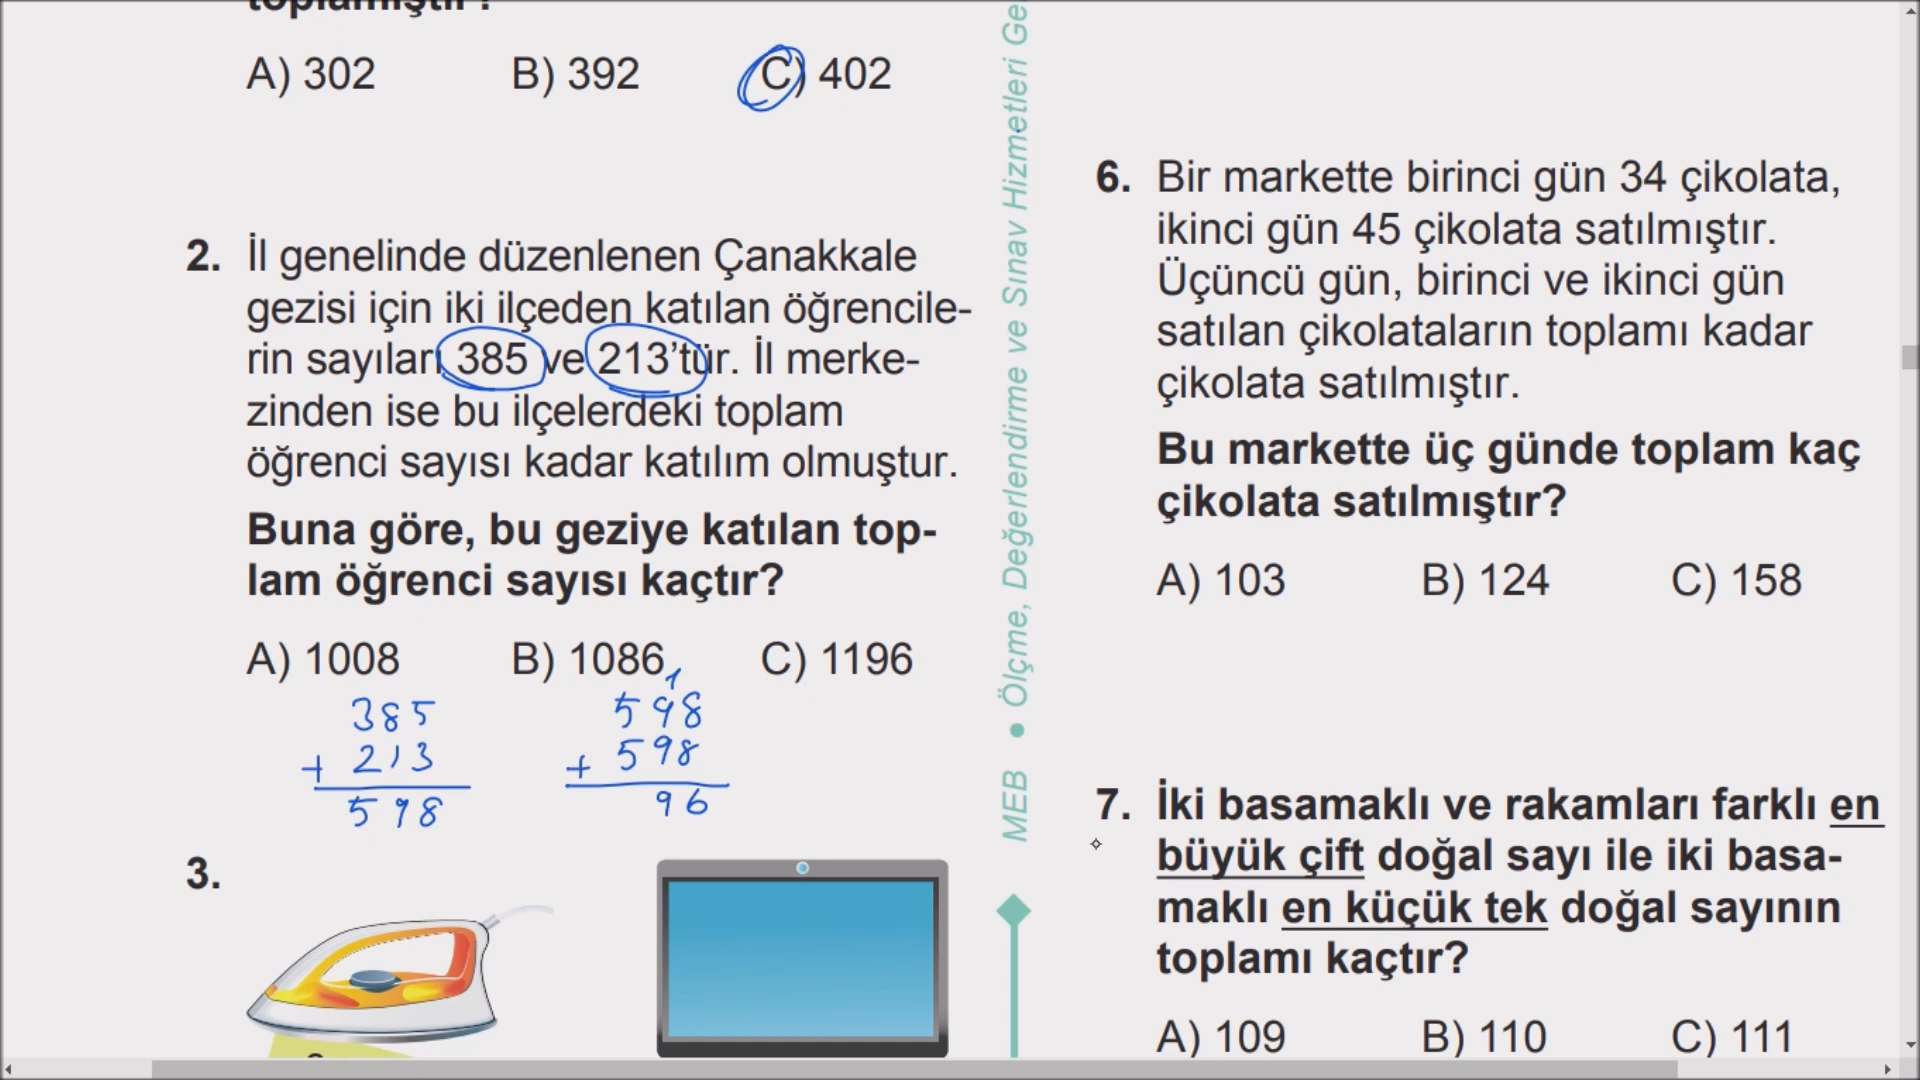 A) 302 B) 392 C) 402
2. İl genelinde düzenlenen Çanakkale
gezisi için iki ilçeden katılan öğrencile-
rin sayıları 385 ve 213’tür. İl merke-
zinden ise bu ilçelerdeki toplam
öğrenci sayısı kadar katılım olmuştur.
Buna göre, bu geziye katılan top-
lam öğrenci sayısı kaçtır?
A) 1008 B) 1086 C) 1196
385
+ 213
598
1
598
+ 598
96
3.
MEB ● Ölçme, Değerlendirme ve Sınav Hizmetleri Ge
6. Bir markette birinci gün 34 çikolata,
ikinci gün 45 çikolata satılmıştır.
Üçüncü gün, birinci ve ikinci gün
satılan çikolataların toplamı kadar
çikolata satılmıştır.
Bu markette üç günde toplam kaç
çikolata satılmıştır?
A) 103 B) 124 C) 158
7. İki basamaklı ve rakamları farklı en
büyük çift doğal sayı ile iki basa-
maklı en küçük tek doğal sayının
toplamı kaçtır?
A) 109 B) 110 C) 111